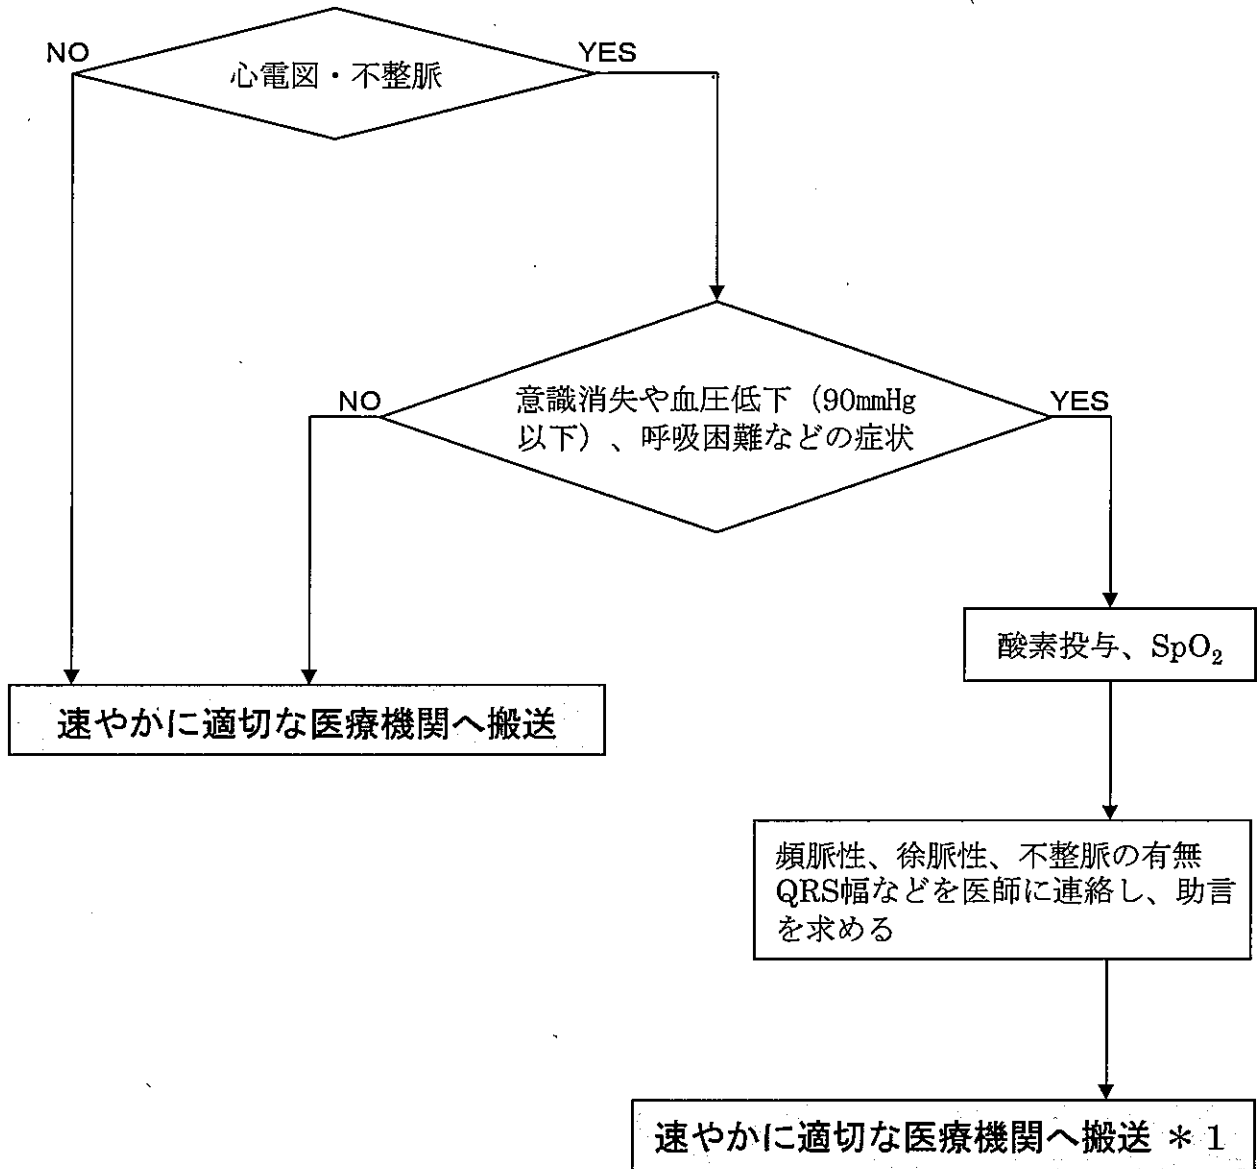 NO
YES
心電図・不整脈
NO
YES
意識消失や血圧低下（90mmHg
以下）、呼吸困難などの症状
酸素投与、SpO₂
速やかに適切な医療機関へ搬送
頻脈性、徐脈性、不整脈の有無
QRS幅などを医師に連絡し、助言
を求める
速やかに適切な医療機関へ搬送 ＊1